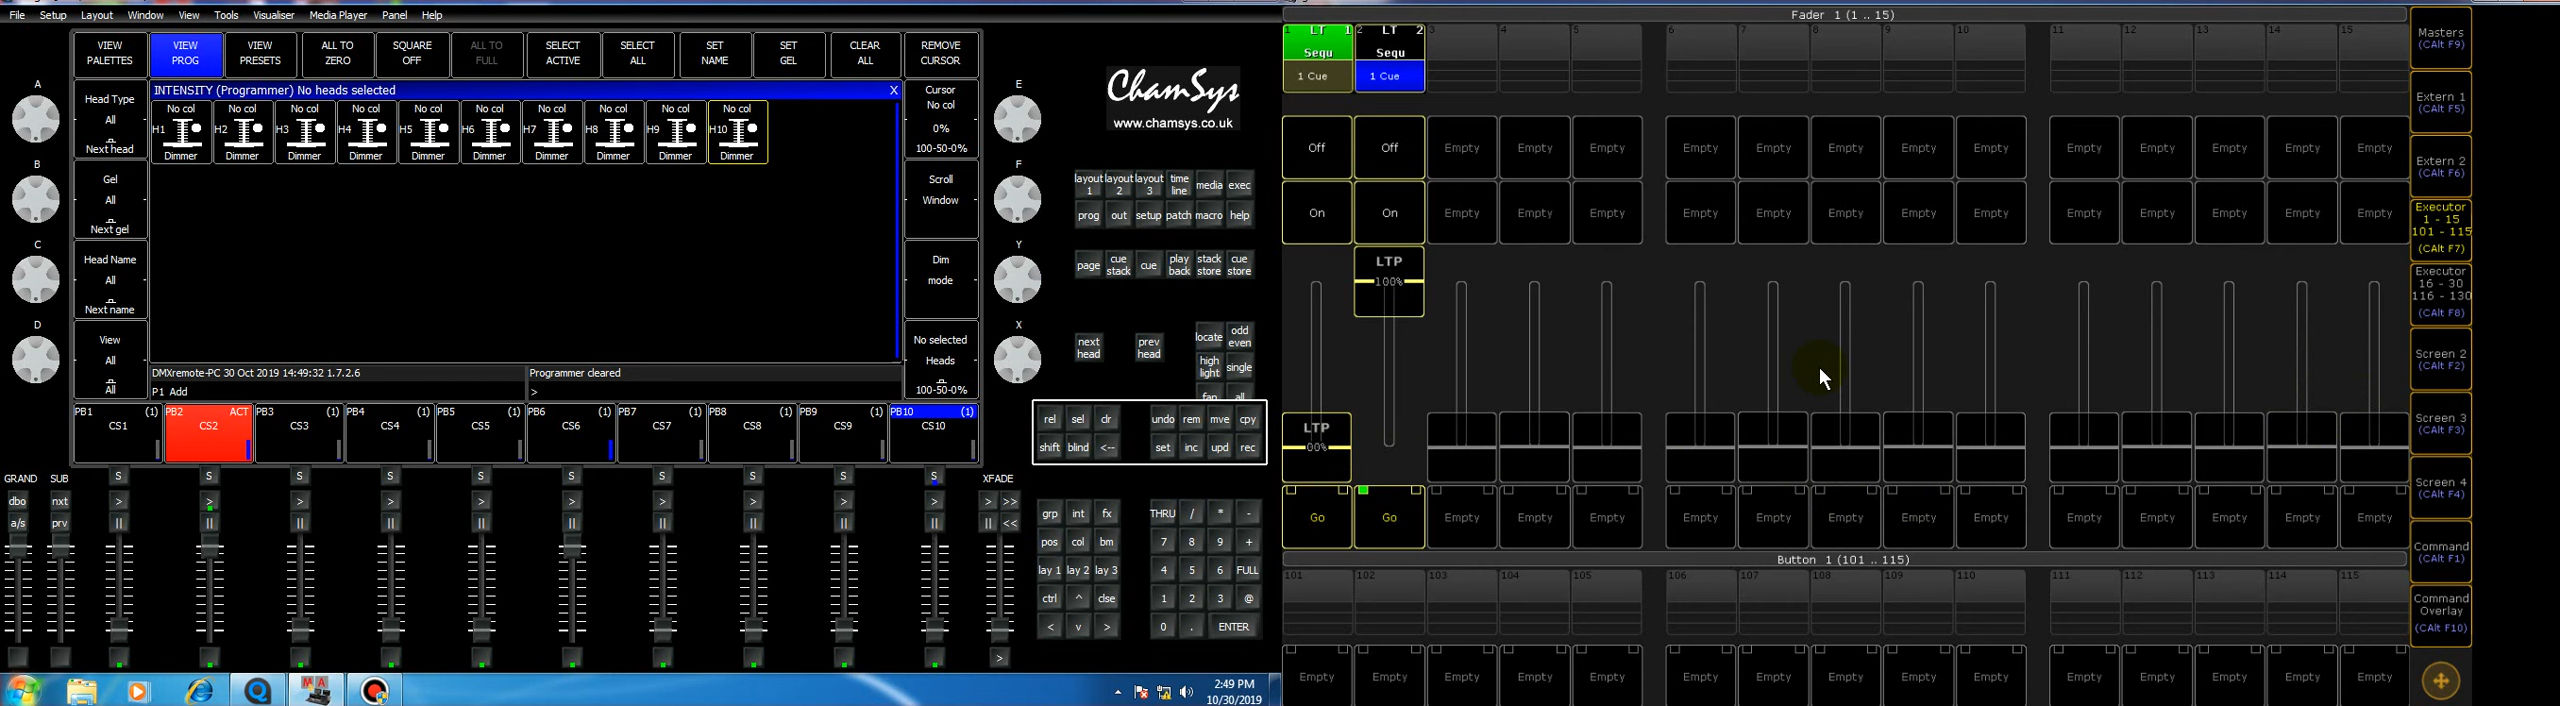 File Setup Layout Window View Tools Visualiser Media Player Panel Help
VIEW PALETTES
VIEW PROG
VIEW PRESETS
ALL TO ZERO
SQUARE OFF
ALL TO FULL
SELECT ACTIVE
SELECT ALL
SET NAME
SET GEL
CLEAR ALL
REMOVE CURSOR
A
Head Type
All
Next head
B
Gel
All
Next gel
C
Head Name
All
Next name
D
View
All
All
INTENSITY (Programmer) No heads selected X
No col No col No col No col No col No col No col No col No col No col
H1 H2 H3 H4 H5 H6 H7 H8 H9 H10
Dimmer Dimmer Dimmer Dimmer Dimmer Dimmer Dimmer Dimmer Dimmer Dimmer
Cursor
No col
0%
100-50-0%
Scroll
Window
Dim
mode
No selected
Heads
100-50-0%
DMXremote-PC 30 Oct 2019 14:49:32 1.7.2.6
Programmer cleared
P1 Add
>
PB1 (1) PB2 ACT PB3 (1) PB4 (1) PB5 (1) PB6 (1) PB7 (1) PB8 (1) PB9 (1) PB10 (1)
CS1 CS2 CS3 CS4 CS5 CS6 CS7 CS8 CS9 CS10
GRAND SUB S S S S S S S S S S XFADE
dbo nxt > > > > > > > > > > > >>
a/s prv || || || || || || || || || || || <<
>
E
F
Y
X
ChamSys
www.chamsys.co.uk
layout 1 layout 2 layout 3 time line media exec
prog out setup patch macro help
page cue stack cue play back stack store cue store
next head prev head locate odd even
high light single
fan all
rel sel clr undo rem mve cpy
shift blind <-- set inc upd rec
grp int fx THRU / * -
pos col bm 7 8 9 +
lay 1 lay 2 lay 3 4 5 6 FULL
ctrl ^ clse 1 2 3 @
< v > 0 . ENTER
2:49 PM
10/30/2019
MA
Fader 1 (1 .. 15)
1 LT 1 2 LT 2 3 4 5 6 7 8 9 10 11 12 13 14 15
Sequ Sequ
1 Cue 1 Cue
Off Off Empty Empty Empty Empty Empty Empty Empty Empty Empty Empty Empty Empty Empty
On On Empty Empty Empty Empty Empty Empty Empty Empty Empty Empty Empty Empty Empty
LTP
100%
LTP
00%
Go Go Empty Empty Empty Empty Empty Empty Empty Empty Empty Empty Empty Empty Empty
Button 1 (101 .. 115)
101 102 103 104 105 106 107 108 109 110 111 112 113 114 115
Empty Empty Empty Empty Empty Empty Empty Empty Empty Empty Empty Empty Empty Empty Empty
Masters
(CAlt F9)
Extern 1
(CAlt F5)
Extern 2
(CAlt F6)
Executor
1 - 15
101 - 115
(CAlt F7)
Executor
16 - 30
116 - 130
(CAlt F8)
Screen 2
(CAlt F2)
Screen 3
(CAlt F3)
Screen 4
(CAlt F4)
Command
(CAlt F1)
Command
Overlay
(CAlt F10)